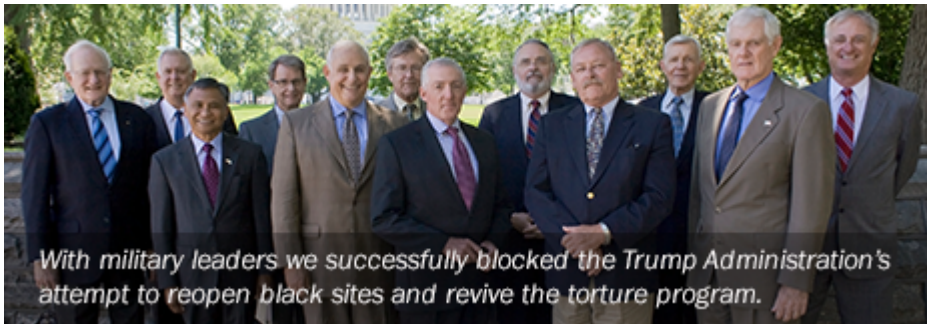 With military leaders we successfully blocked the Trump Administration's
attempt to reopen black sites and revive the torture program.